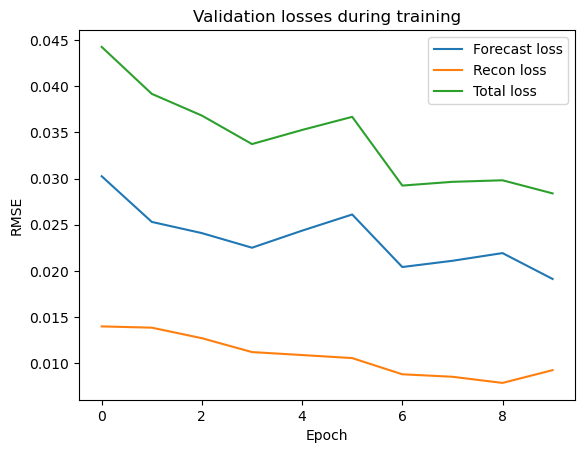 Validation losses during training
Forecast loss
Recon loss
Total loss
0.045
0.040
0.035
0.030
0.025
0.020
0.015
0.010
RMSE
0 2 4 6 8
Epoch